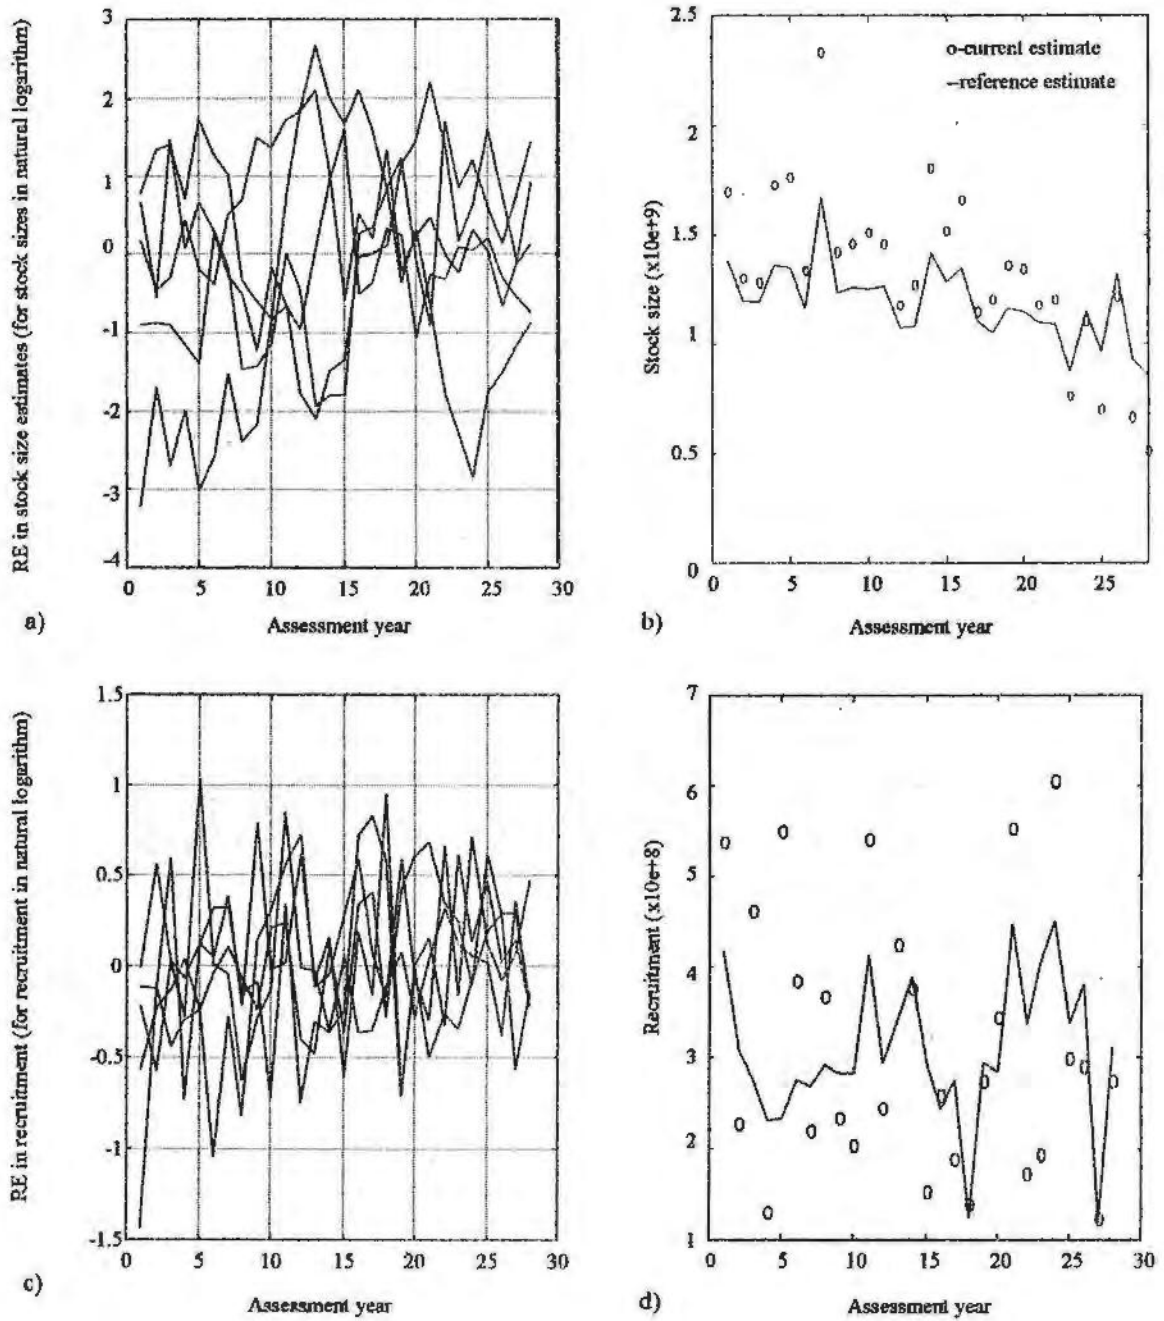 RE in stock size estimates (for stock sizes in natural logarithm)
3
2
1
0
-1
-2
-3
-4
0 5 10 15 20 25 30
a)
Assessment year
Stock size (x10e+9)
2.5
2
1.5
1
0.5
0
o-current estimate
–reference estimate
0 5 10 15 20 25
b)
Assessment year
RE in recruitment (for recruitment in natural logarithm)
1.5
1
0.5
0
-0.5
-1
-1.5
0 5 10 15 20 25 30
c)
Assessment year
Recruitment (x10e+8)
7
6
5
4
3
2
1
0 5 10 15 20 25 30
d)
Assessment year